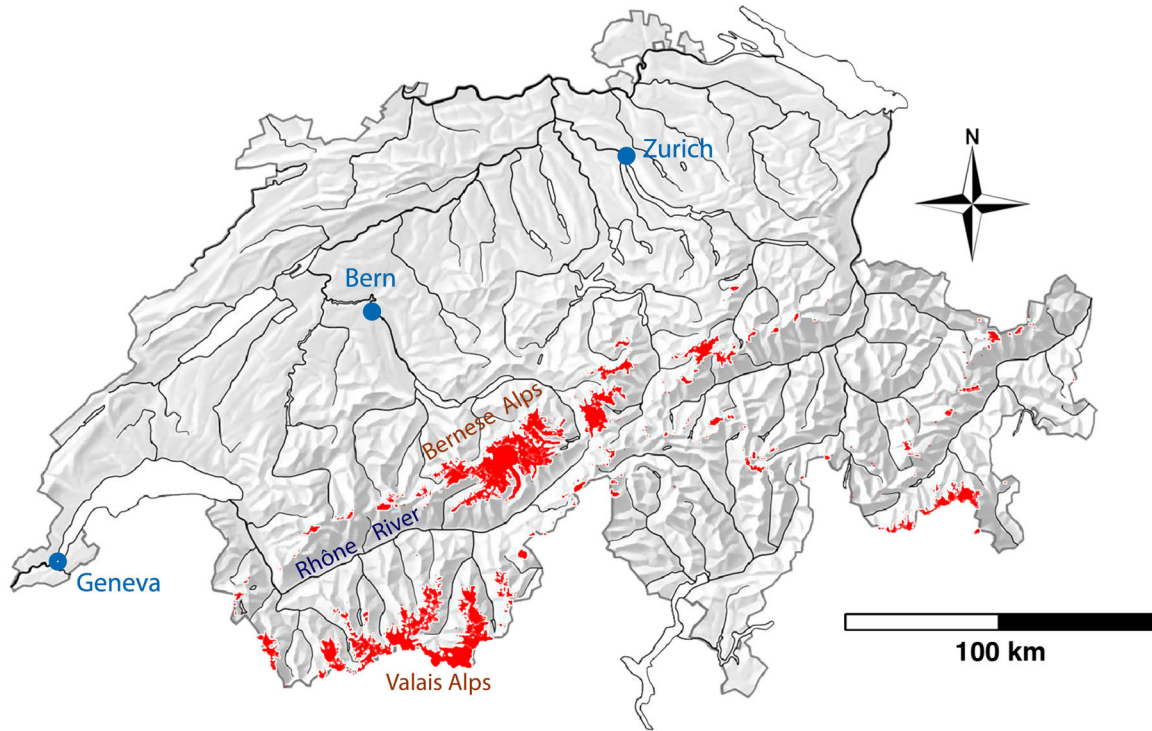 Zurich
N
Bern
Bernese Alps
Rhône River
Geneva
100 km
Valais Alps